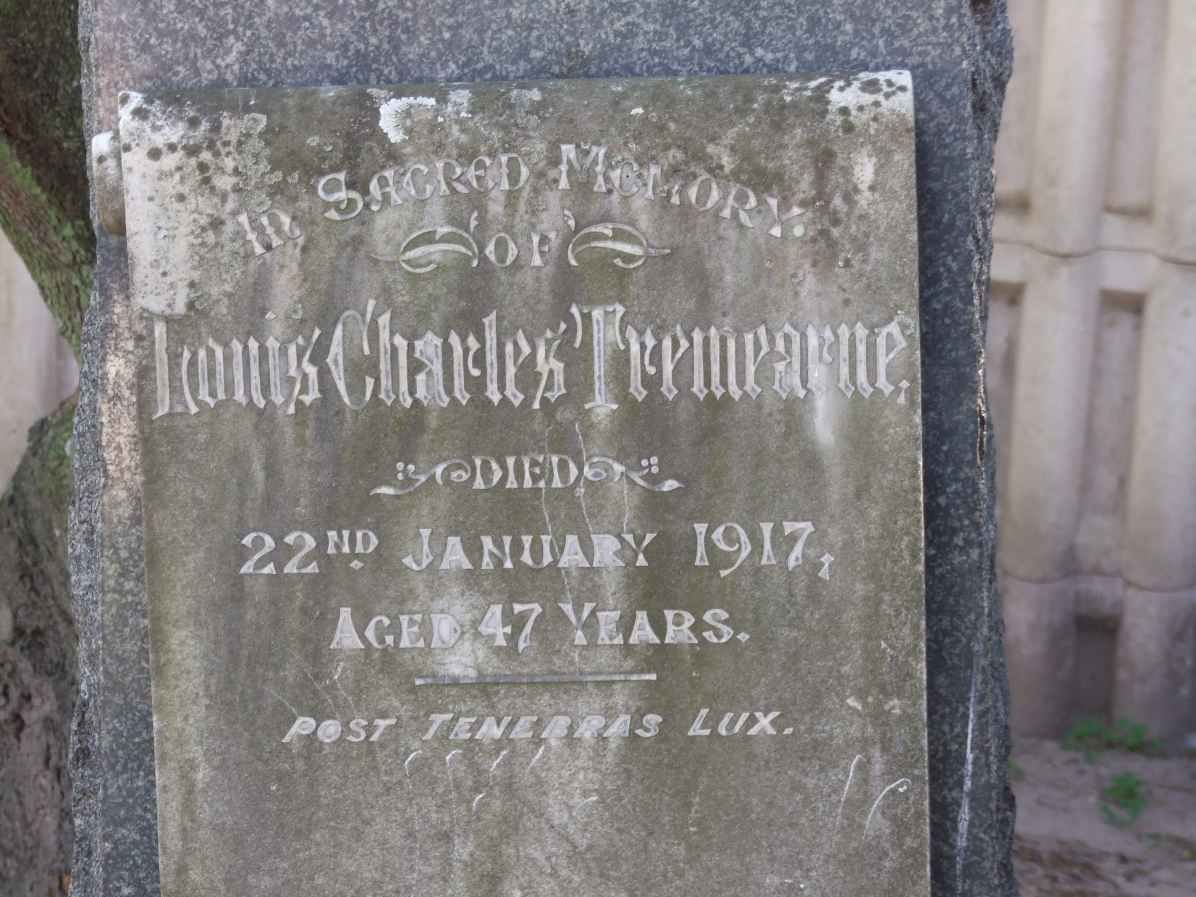 In Sacred Memory
OF
Louis Charles Tremearne,
DIED
22ND. JANUARY 1917,
AGED 47 YEARS.
POST TENEBRAS LUX.